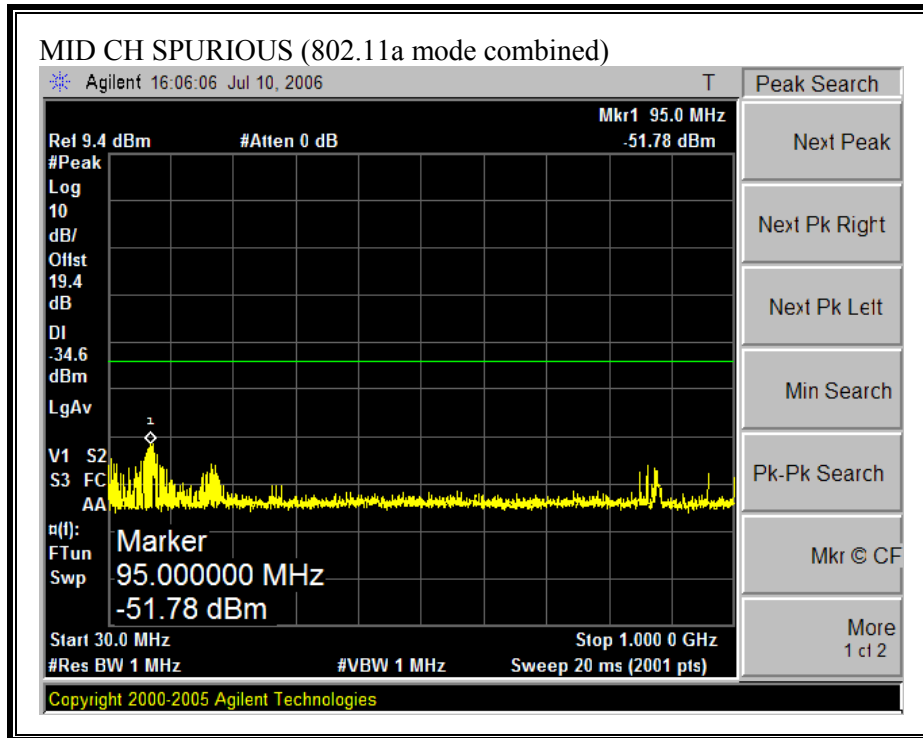 MID CH SPURIOUS (802.11a mode combined)
Agilent 16:06:06 Jul 10, 2006 T
Peak Search
Mkr1 95.0 MHz
Ref 9.4 dBm #Atten 0 dB -51.78 dBm
#Peak
Log
10
dB/
Offst
19.4
dB
DI
-34.6
dBm
LgAv
1
V1 S2
S3 FC
AA
¤(f):
FTun
Swp
Marker
95.000000 MHz
-51.78 dBm
Start 30.0 MHz Stop 1.000 0 GHz
#Res BW 1 MHz #VBW 1 MHz Sweep 20 ms (2001 pts)
Copyright 2000-2005 Agilent Technologies
Next Peak
Next Pk Right
Next Pk Left
Min Search
Pk-Pk Search
Mkr © CF
More
1 of 2